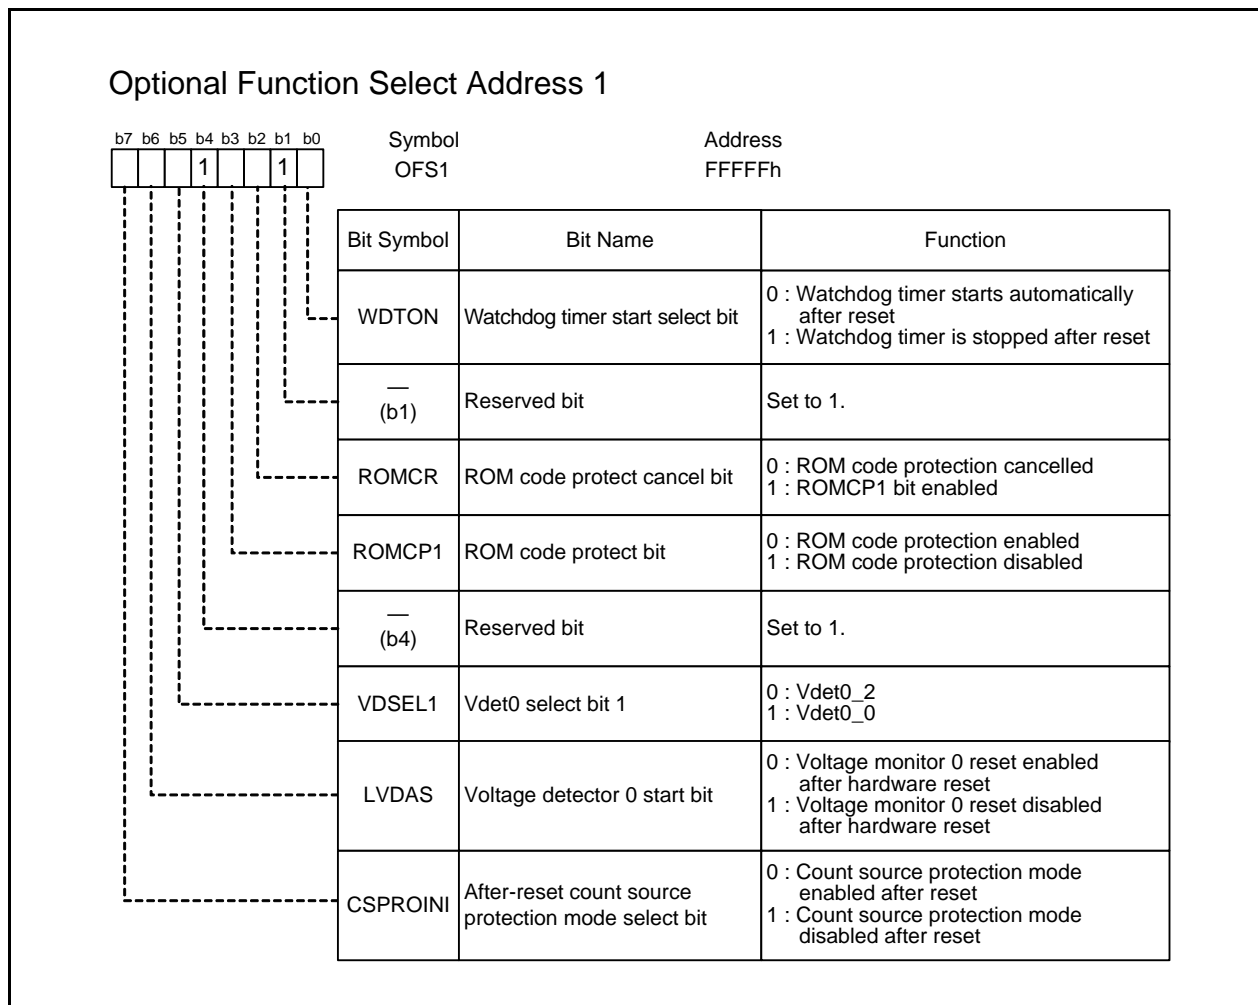 Optional Function Select Address 1
b7 b6 b5 b4 b3 b2 b1 b0
Symbol Address
1 1
OFS1 FFFFFh
Bit Symbol Bit Name Function
WDTON Watchdog timer start select bit
0 : Watchdog timer starts automatically
after reset
1 : Watchdog timer is stopped after reset
—
(b1)
Reserved bit Set to 1.
ROMCR ROM code protect cancel bit
0 : ROM code protection cancelled
1 : ROMCP1 bit enabled
ROMCP1 ROM code protect bit
0 : ROM code protection enabled
1 : ROM code protection disabled
—
(b4)
Reserved bit Set to 1.
VDSEL1 Vdet0 select bit 1
0 : Vdet0_2
1 : Vdet0_0
LVDAS Voltage detector 0 start bit
0 : Voltage monitor 0 reset enabled
after hardware reset
1 : Voltage monitor 0 reset disabled
after hardware reset
CSPROINI
After-reset count source
protection mode select bit
0 : Count source protection mode
enabled after reset
1 : Count source protection mode
disabled after reset